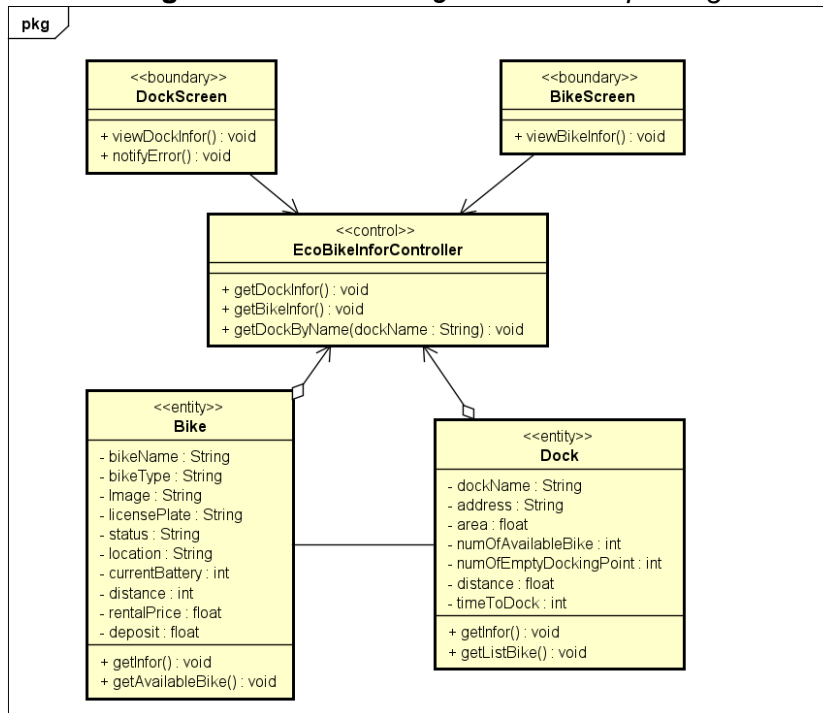 pkg
<<boundary>>
DockScreen
+ viewDockInfor() : void
+ notifyError() : void
<<boundary>>
BikeScreen
+ viewBikeInfor() : void
<<control>>
EcoBikeInforController
+ getDockInfor() : void
+ getBikeInfor() : void
+ getDockByName(dockName : String) : void
<<entity>>
Bike
- bikeName : String
- bikeType : String
- Image : String
- licensePlate : String
- status : String
- location : String
- currentBattery : int
- distance : int
- rentalPrice : float
- deposit : float
+ getInfor() : void
+ getAvailableBike() : void
<<entity>>
Dock
- dockName : String
- address : String
- area : float
- numOfAvailableBike : int
- numOfEmptyDockingPoint : int
- distance : float
- timeToDock : int
+ getInfor() : void
+ getListBike() : void